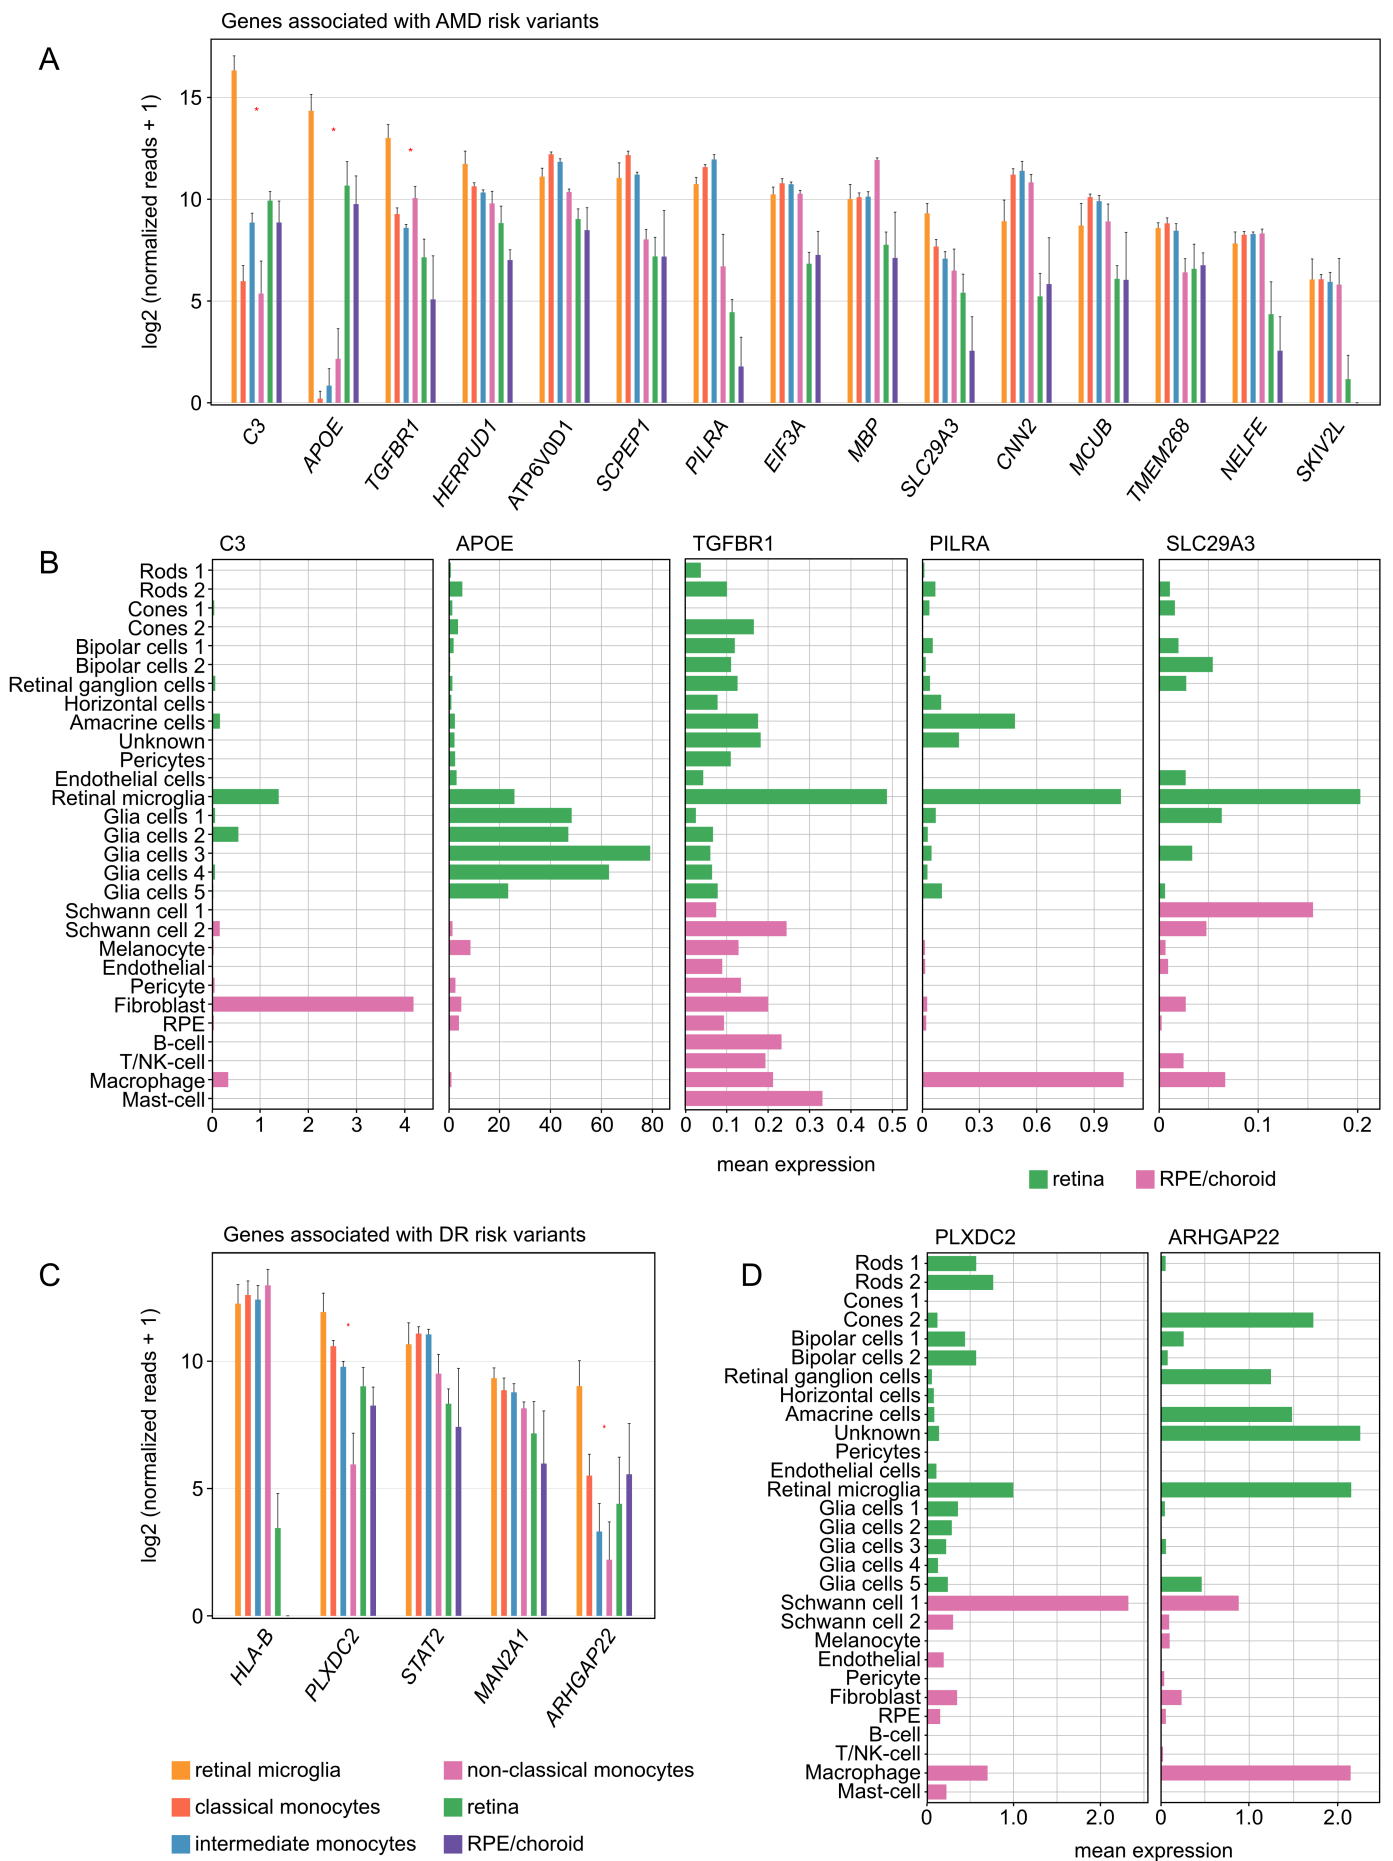 Genes associated with AMD risk variants
A
log2 (normalized reads + 1)
15
10
5
0
C3
APOE
TGFBR1
HERPUD1
ATP6V0D1
SCPEP1
PILRA
EIF3A
MBP
SLC29A3
CNN2
MCUB
TMEM268
NELFE
SKIV2L
* * *
B
C3 APOE TGFBR1 PILRA SLC29A3
Rods 1
Rods 2
Cones 1
Cones 2
Bipolar cells 1
Bipolar cells 2
Retinal ganglion cells
Horizontal cells
Amacrine cells
Unknown
Pericytes
Endothelial cells
Retinal microglia
Glia cells 1
Glia cells 2
Glia cells 3
Glia cells 4
Glia cells 5
Schwann cell 1
Schwann cell 2
Melanocyte
Endothelial
Pericyte
Fibroblast
RPE
B-cell
T/NK-cell
Macrophage
Mast-cell
0 1 2 3 4
0 20 40 60 80
0 0.1 0.2 0.3 0.4 0.5
0 0.3 0.6 0.9
0 0.1 0.2
mean expression
retina RPE/choroid
Genes associated with DR risk variants
C
log2 (normalized reads + 1)
10
5
0
HLA-B
PLXDC2
STAT2
MAN2A1
ARHGAP22
* *
retinal microglia
classical monocytes
intermediate monocytes
non-classical monocytes
retina
RPE/choroid
D
PLXDC2 ARHGAP22
Rods 1
Rods 2
Cones 1
Cones 2
Bipolar cells 1
Bipolar cells 2
Retinal ganglion cells
Horizontal cells
Amacrine cells
Unknown
Pericytes
Endothelial cells
Retinal microglia
Glia cells 1
Glia cells 2
Glia cells 3
Glia cells 4
Glia cells 5
Schwann cell 1
Schwann cell 2
Melanocyte
Endothelial
Pericyte
Fibroblast
RPE
B-cell
T/NK-cell
Macrophage
Mast-cell
0 1.0 2.0
0 1.0 2.0
mean expression